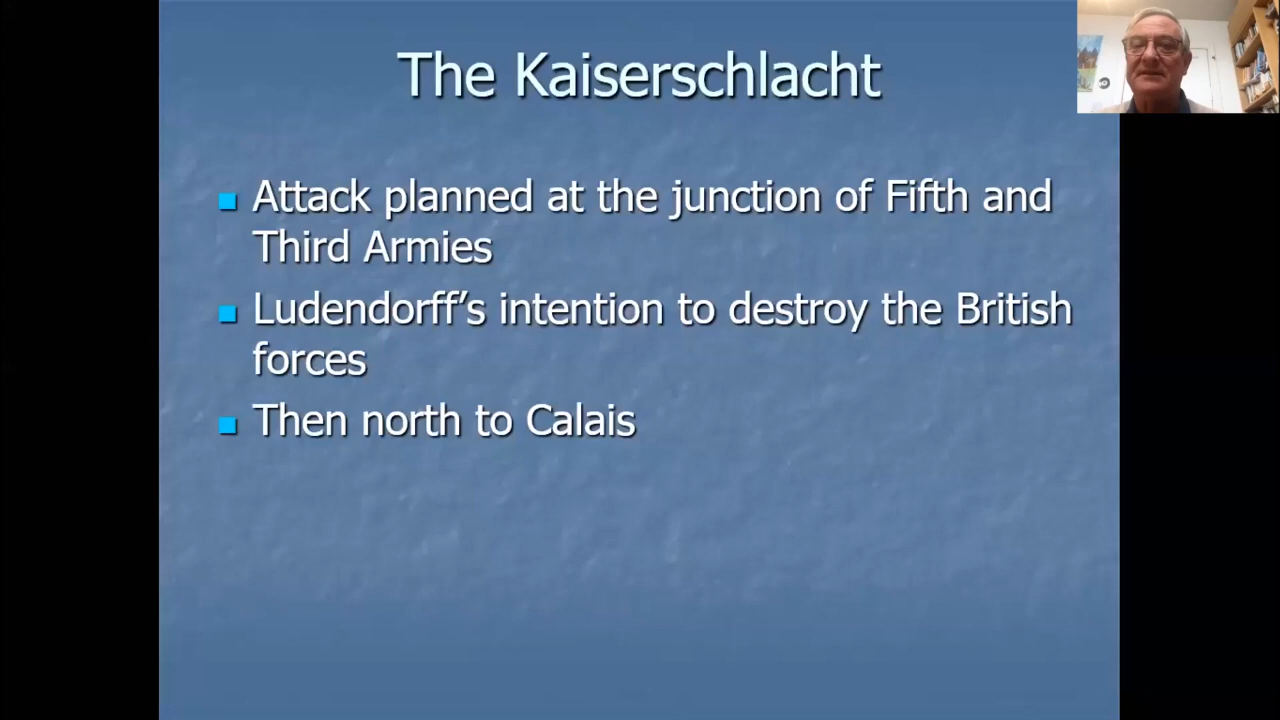 The Kaiserschlacht
Attack planned at the junction of Fifth and
Third Armies
Ludendorff’s intention to destroy the British
forces
Then north to Calais